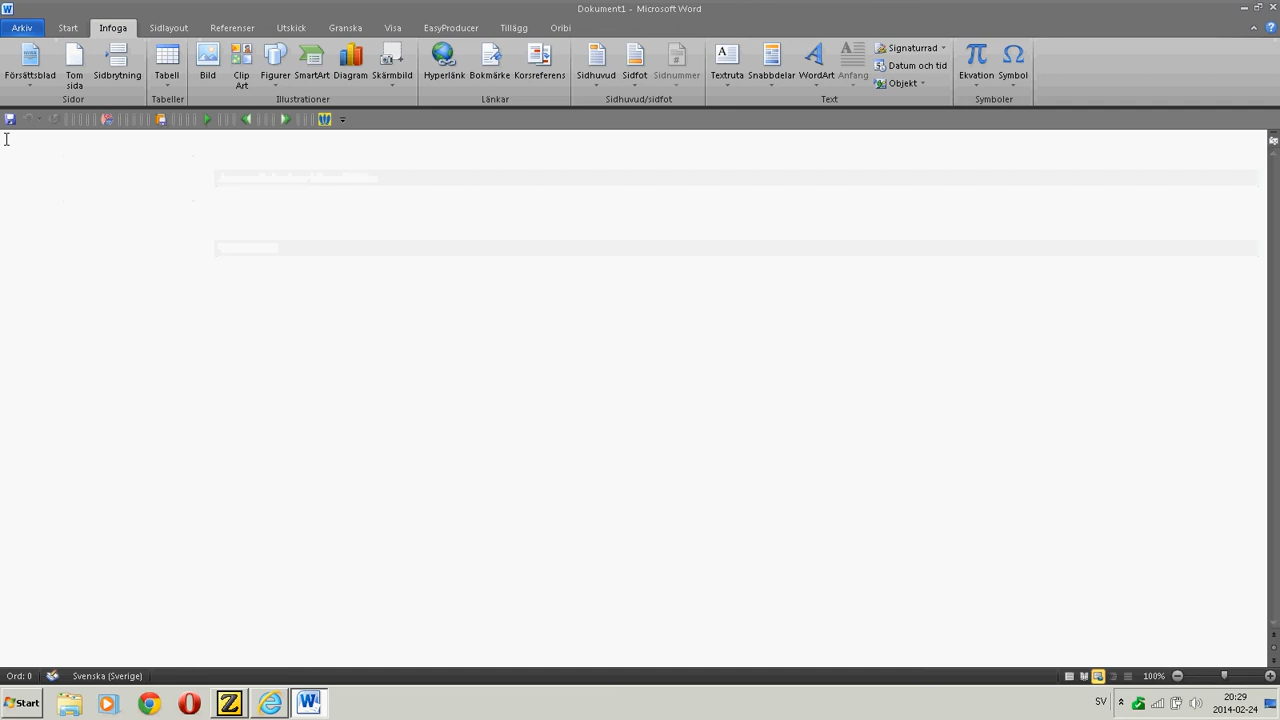 Dokument1 - Microsoft Word
Arkiv Start Infoga Sidlayout Referenser Utskick Granska Visa EasyProducer Tillägg Oribi
Försättsblad Tom sida Sidbrytning Tabell Bild Clip Art Figurer SmartArt Diagram Skärmbild Hyperlänk Bokmärke Korsreferens Sidhuvud Sidfot Sidnummer Textruta Snabbdelar WordArt Anfang Signaturrad Datum och tid Objekt Ekvation Symbol
Sidor Tabeller Illustrationer Länkar Sidhuvud/sidfot Text Symboler
Ord: 0 Svenska (Sverige) 100%
Start SV 20:29
2014-02-24